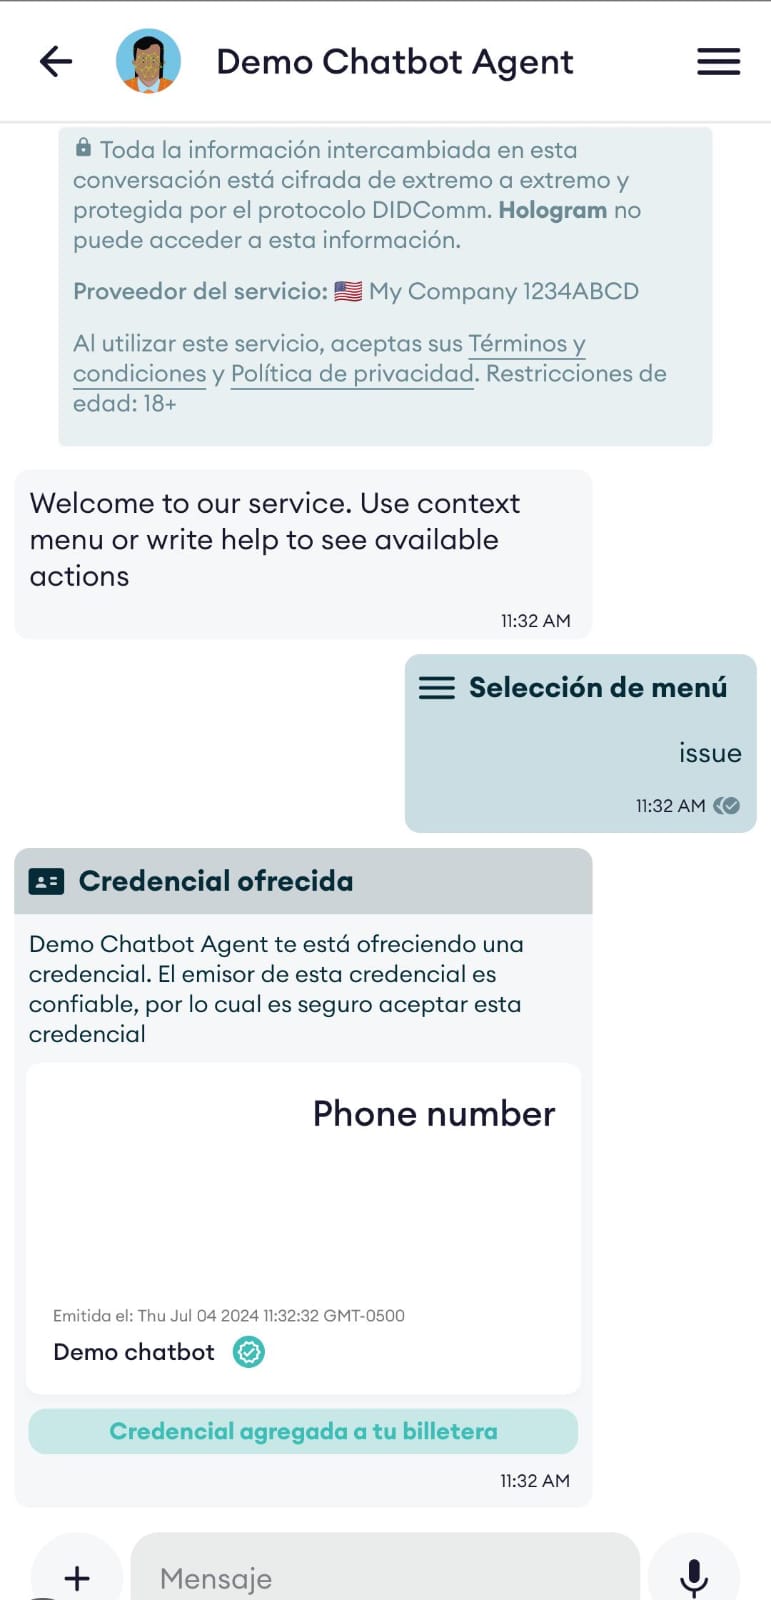 Demo Chatbot Agent
Toda la información intercambiada en esta
conversación está cifrada de extremo a extremo y
protegida por el protocolo DIDComm. Hologram no
puede acceder a esta información.
Proveedor del servicio: 🇺🇸 My Company 1234ABCD
Al utilizar este servicio, aceptas sus Términos y
condiciones y Política de privacidad. Restricciones de
edad: 18+
Welcome to our service. Use context
menu or write help to see available
actions
11:32 AM
Selección de menú
issue
11:32 AM
Credencial ofrecida
Demo Chatbot Agent te está ofreciendo una
credencial. El emisor de esta credencial es
confiable, por lo cual es seguro aceptar esta
credencial
Phone number
Emitida el: Thu Jul 04 2024 11:32:32 GMT-0500
Demo chatbot
Credencial agregada a tu billetera
11:32 AM
Mensaje